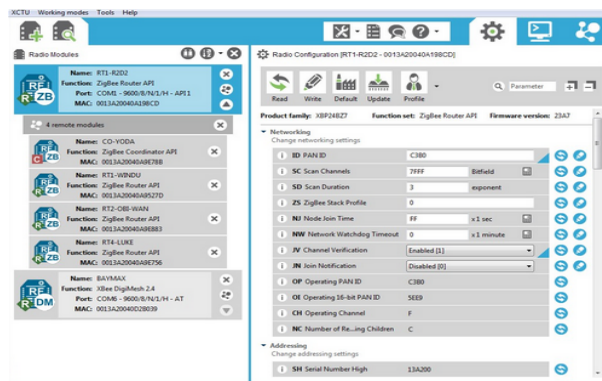 XCTU Working modes Tools Help
Radio Modules
Name: RT1-R2D2
Function: ZigBee Router API
Port: COM1 - 9600/8/N/1/H - API 1
MAC: 0013A20040A198CD
4 remote modules
Name: CO-YODA
Function: ZigBee Coordinator API
MAC: 0013A20040A9E78B
Name: RT1-WINDU
Function: ZigBee Router API
MAC: 0013A20040A9527D
Name: RT2-OBI-WAN
Function: ZigBee Router API
MAC: 0013A20040A9E883
Name: RT4-LUKE
Function: ZigBee Router API
MAC: 0013A20040A9E756
Name: BAYMAX
Function: XBee DigiMesh 2.4
Port: COM6 - 9600/8/N/1/H - AT
MAC: 0013A20040D2B039
Radio Configuration [RT1-R2D2 - 0013A20040A198CD]
Read Write Default Update Profile
Parameter
Product family: XBP24BZ7 Function set: ZigBee Router API Firmware version: 23A7
Networking
Change networking settings
ID PAN ID C3B0
SC Scan Channels 7FFF Bitfield
SD Scan Duration 3 exponent
ZS ZigBee Stack Profile 0
NJ Node Join Time FF x 1 sec
NW Network Watchdog Timeout 0 x 1 minute
JV Channel Verification Enabled [1]
JN Join Notification Disabled [0]
OP Operating PAN ID C3B0
OI Operating 16-bit PAN ID 5EE9
CH Operating Channel F
NC Number of Re...ing Children C
Addressing
Change addressing settings
SH Serial Number High 13A200